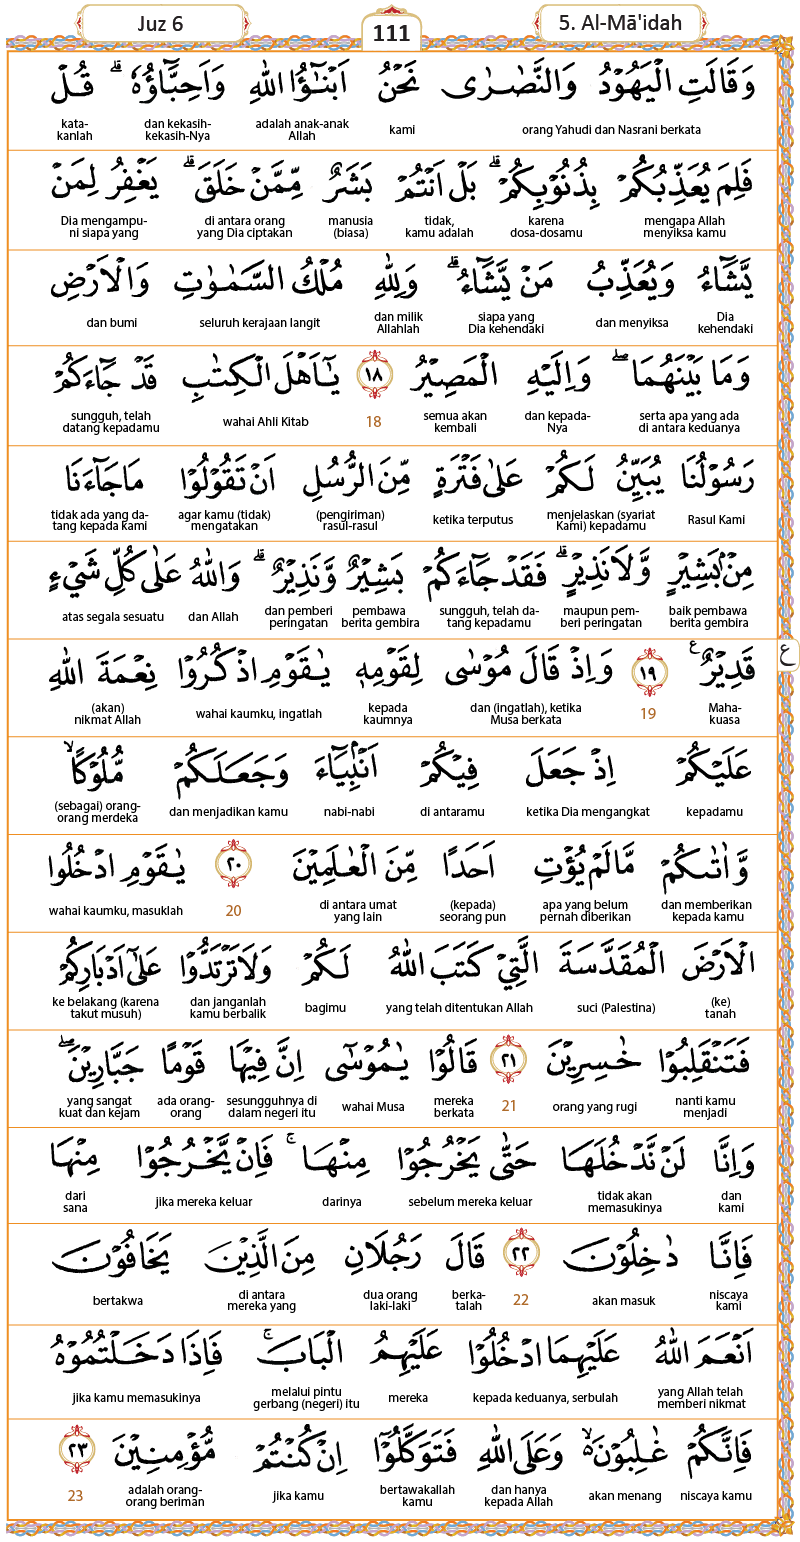 Juz 6
111
5. Al-Mā'idah
وَقَالَتِ الْيَهُوْدُ وَالنَّصٰرٰى نَحْنُ اَبْنٰۤؤُا اللّٰهِ وَاَحِبَّاۤؤُهٗ ۗ قُلْ
orang Yahudi dan Nasrani berkata kami adalah anak-anak Allah dan kekasih-kekasih-Nya kata-kanlah
فَلِمَ يُعَذِّبُكُمْ بِذُنُوْبِكُمْ ۗ بَلْ اَنْتُمْ بَشَرٌ مِّمَّنْ خَلَقَ ۗ يَغْفِرُ لِمَنْ
mengapa Allah menyiksa kamu karena dosa-dosamu tidak, kamu adalah manusia (biasa) di antara orang yang Dia ciptakan Dia mengampu-ni siapa yang
يَّشَاۤءُ وَيُعَذِّبُ مَنْ يَّشَاۤءُ ۗ وَلِلّٰهِ مُلْكُ السَّمٰوٰتِ وَالْاَرْضِ
Dia kehendaki dan menyiksa siapa yang Dia kehendaki dan milik Allahlah seluruh kerajaan langit dan bumi
وَمَا بَيْنَهُمَا ۖ وَاِلَيْهِ الْمَصِيْرُ ١٨ يٰٓاَهْلَ الْكِتٰبِ قَدْ جَاۤءَكُمْ
serta apa yang ada di antara keduanya dan kepada-Nya semua akan kembali 18 wahai Ahli Kitab sungguh, telah datang kepadamu
رَسُوْلُنَا يُبَيِّنُ لَكُمْ عَلٰى فَتْرَةٍ مِّنَ الرُّسُلِ اَنْ تَقُوْلُوْا مَا جَاۤءَنَا
Rasul Kami menjelaskan (syariat Kami) kepadamu ketika terputus (pengiriman) rasul-rasul agar kamu (tidak) mengatakan tidak ada yang da-tang kepada kami
مِنْۢ بَشِيْرٍ وَّلَا نَذِيْرٍ ۗ فَقَدْ جَاۤءَكُمْ بَشِيْرٌ وَّنَذِيْرٌ ۗ وَاللّٰهُ عَلٰى كُلِّ شَيْءٍ
baik pembawa berita gembira maupun pem-beri peringatan sungguh, telah da-tang kepadamu pembawa berita gembira dan pemberi peringatan dan Allah atas segala sesuatu
قَدِيْرٌ ࣖ ١٩ وَاِذْ قَالَ مُوْسٰى لِقَوْمِهٖ يٰقَوْمِ اذْكُرُوْا نِعْمَةَ اللّٰهِ ع
Maha-kuasa 19 dan (ingatlah), ketika Musa berkata kepada kaumnya wahai kaumku, ingatlah (akan) nikmat Allah
عَلَيْكُمْ اِذْ جَعَلَ فِيْكُمْ اَنْۢبِيَاۤءَ وَجَعَلَكُمْ مُّلُوْكًاۙ
kepadamu ketika Dia mengangkat di antaramu nabi-nabi dan menjadikan kamu (sebagai) orang-orang merdeka
وَّاٰتٰىكُمْ مَّا لَمْ يُؤْتِ اَحَدًا مِّنَ الْعٰلَمِيْنَ ٢٠ يٰقَوْمِ ادْخُلُوا
dan memberikan kepada kamu apa yang belum pernah diberikan (kepada) seorang pun di antara umat yang lain 20 wahai kaumku, masuklah
الْاَرْضَ الْمُقَدَّسَةَ الَّتِيْ كَتَبَ اللّٰهُ لَكُمْ وَلَا تَرْتَدُّوْا عَلٰٓى اَدْبَارِكُمْ
(ke) tanah suci (Palestina) yang telah ditentukan Allah bagimu dan janganlah kamu berbalik ke belakang (karena takut musuh)
فَتَنْقَلِبُوْا خٰسِرِيْنَ ٢١ قَالُوْا يٰمُوْسٰٓى اِنَّ فِيْهَا قَوْمًا جَبَّارِيْنَۖ
nanti kamu menjadi orang yang rugi 21 mereka berkata wahai Musa sesungguhnya di dalam negeri itu ada orang-orang yang sangat kuat dan kejam
وَاِنَّا لَنْ نَّدْخُلَهَا حَتّٰى يَخْرُجُوْا مِنْهَا ۚ فَاِنْ يَّخْرُجُوْا مِنْهَا
dan kami tidak akan memasukinya sebelum mereka keluar darinya jika mereka keluar dari sana
فَاِنَّا دٰخِلُوْنَ ٢٢ قَالَ رَجُلَانِ مِنَ الَّذِيْنَ يَخَافُوْنَ
niscaya kami akan masuk 22 berka-talah dua orang laki-laki di antara mereka yang bertakwa
اَنْعَمَ اللّٰهُ عَلَيْهِمَا ادْخُلُوْا عَلَيْهِمُ الْبَابَۚ فَاِذَا دَخَلْتُمُوْهُ
yang Allah telah memberi nikmat kepada keduanya, serbulah mereka melalui pintu gerbang (negeri) itu jika kamu memasukinya
فَاِنَّكُمْ غٰلِبُوْنَ ەۙ وَعَلَى اللّٰهِ فَتَوَكَّلُوْٓا اِنْ كُنْتُمْ مُّؤْمِنِيْنَ ٢٣
niscaya kamu akan menang dan hanya kepada Allah bertawakallah kamu jika kamu adalah orang-orang beriman 23